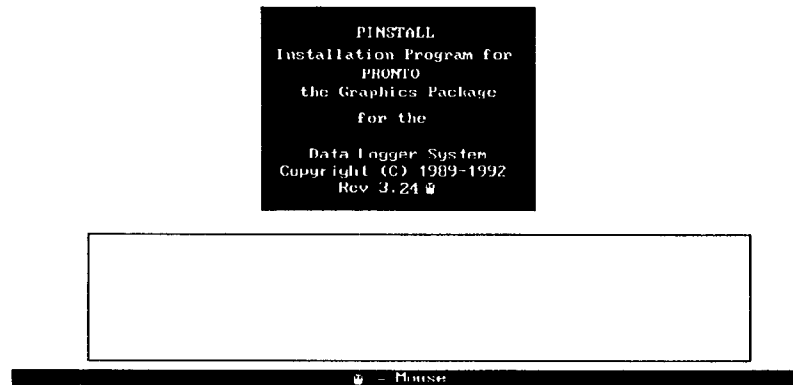 PINSTALL
Installation Program for
PRONTO
the Graphics Package
for the
Data Logger System
Copyright (C) 1989-1992
Rev 3.24
- Mouse